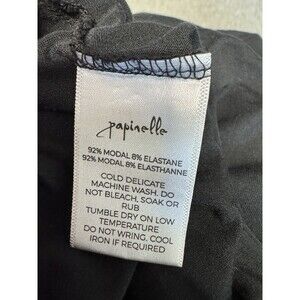 papinelle
92% MODAL 8% ELASTANE
92% MODAL 8% ELASTHANNE
COLD DELICATE
MACHINE WASH. DO
NOT BLEACH, SOAK OR
RUB
TUMBLE DRY ON LOW
TEMPERATURE
DO NOT WRING. COOL
IRON IF REQUIRED